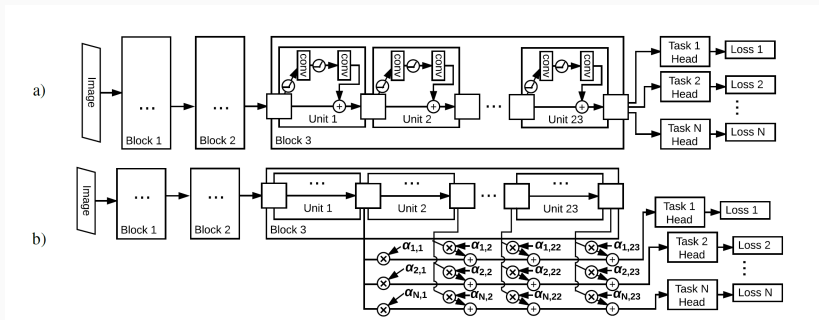 a)
Image
...
Block 1
...
Block 2
conv
conv
Unit 1
conv
conv
Unit 2
...
conv
conv
Unit 23
Block 3
Task 1 Head
Loss 1
Task 2 Head
Loss 2
...
Task N Head
Loss N
b)
Image
...
Block 1
...
Block 2
...
Unit 1
...
Unit 2
...
...
Unit 23
Block 3
Task 1 Head
Loss 1
Task 2 Head
Loss 2
...
Task N Head
Loss N
α1,1 α1,2 α1,22 α1,23
α2,1 α2,2 α2,22 α2,23
αN,1 αN,2 αN,22 αN,23